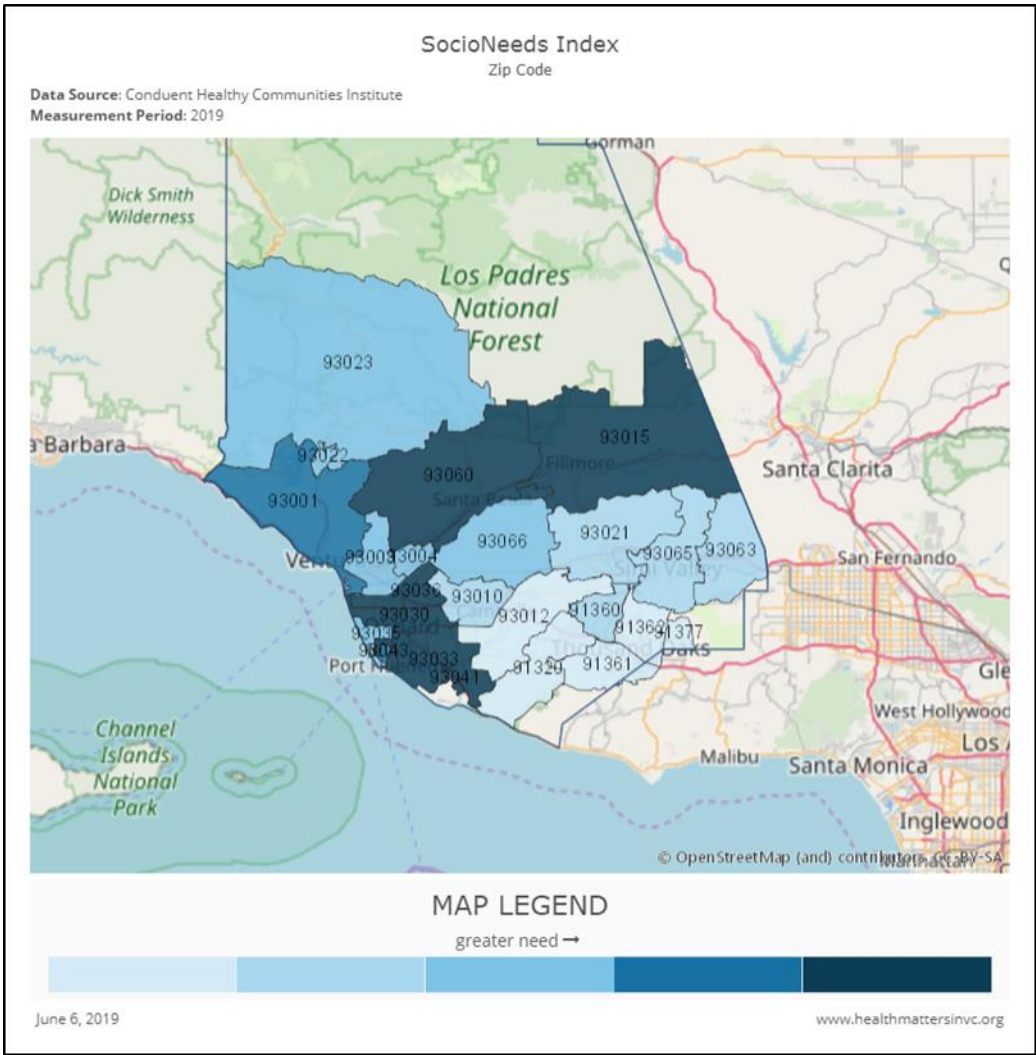 SocioNeeds Index
Zip Code
Data Source: Conduent Healthy Communities Institute
Measurement Period: 2019
Gorman
Dick Smith
Wilderness
Los Padres
National
Forest
93023
a Barbara
93022
93015
93060
Fillmore
Santa Clarita
93001
93003
93004
93066
93021
93065
93063
San Fernando
93036
93010
93012
91360
93030
91362
91377
93035
93043
93033
93041
91320
91361
Gle
West Hollywood
Los A
Malibu
Santa Monica
Channel
Islands
National
Park
Inglewood
© OpenStreetMap (and) contributors, CC-BY-SA
MAP LEGEND
greater need →
June 6, 2019
www.healthmattersinvc.org